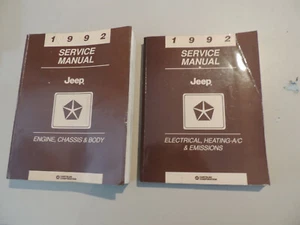 1992
SERVICE
MANUAL
Jeep
ENGINE, CHASSIS & BODY
1992
SERVICE
MANUAL
Jeep
ELECTRICAL, HEATING-A/C
& EMISSIONS